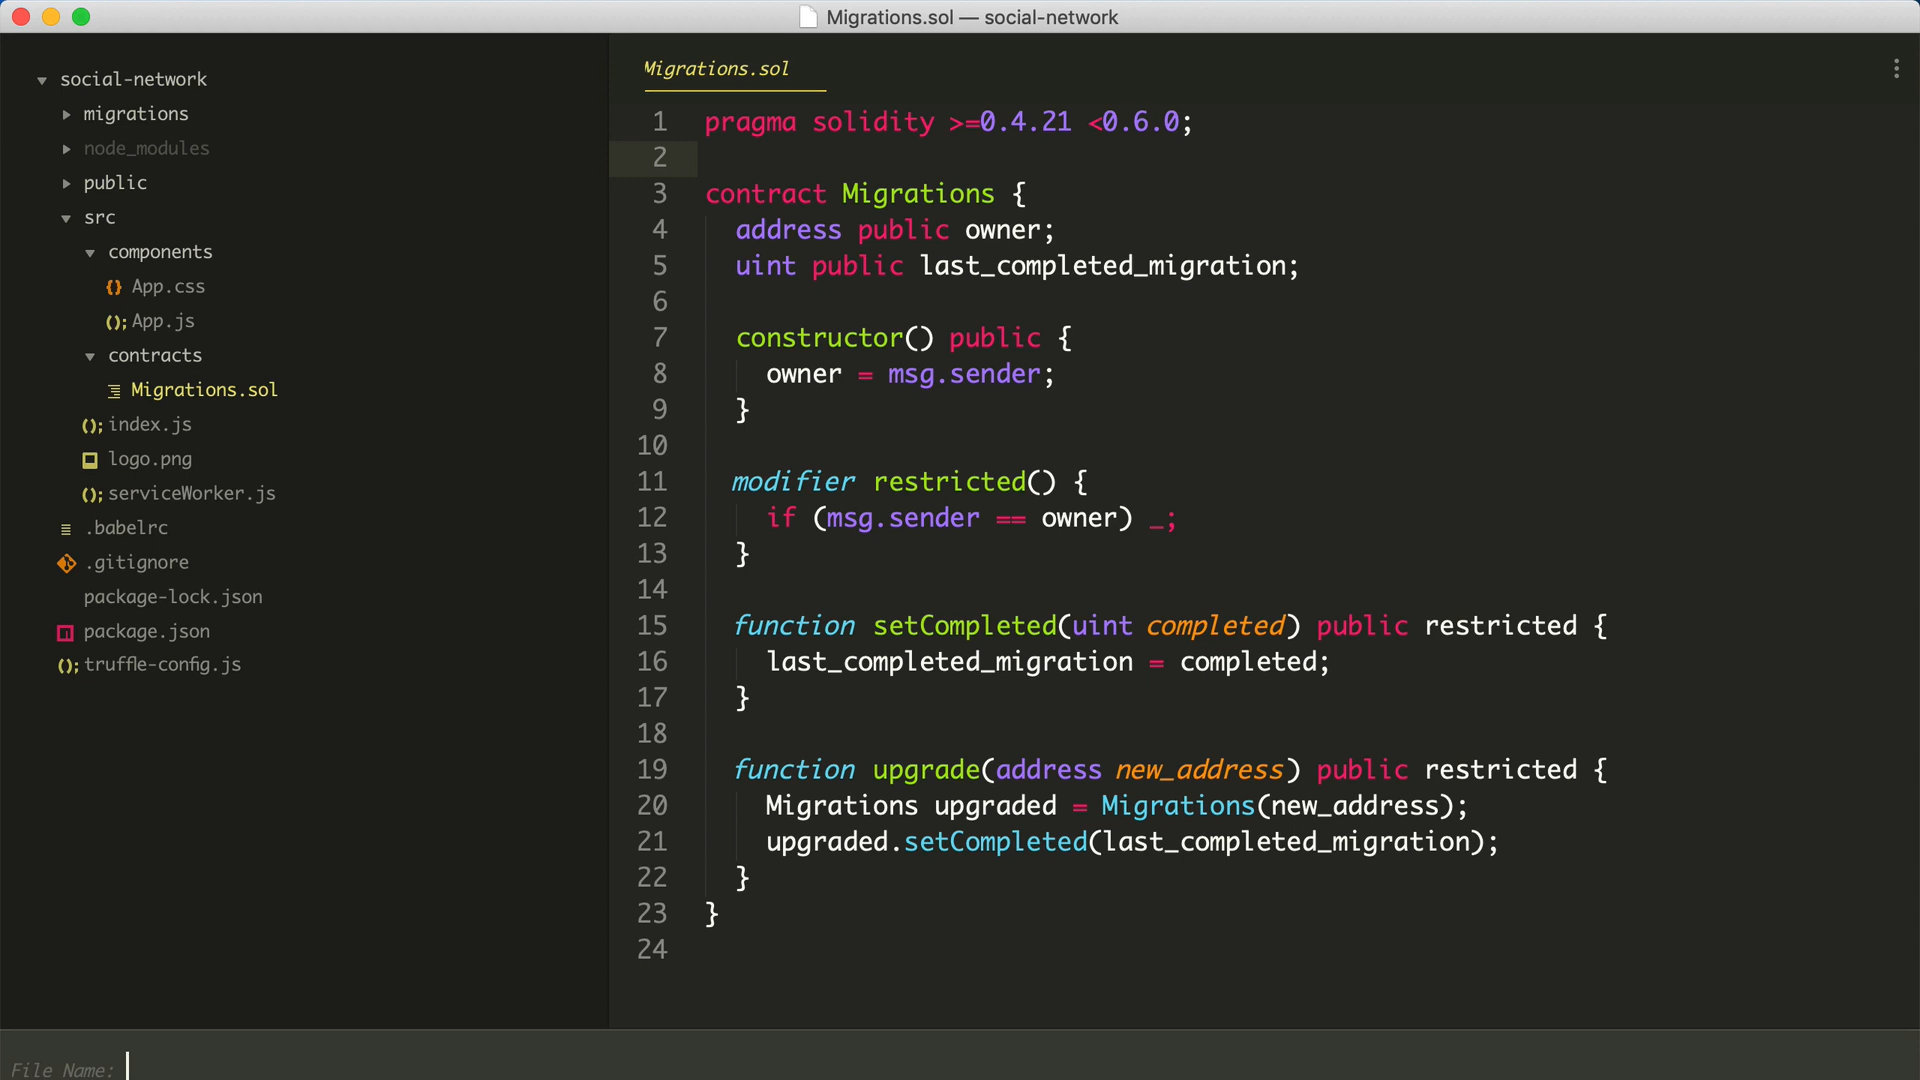 Migrations.sol — social-network
social-network
migrations
node_modules
public
src
components
App.css
App.js
contracts
Migrations.sol
index.js
logo.png
serviceWorker.js
.babelrc
.gitignore
package-lock.json
package.json
truffle-config.js
Migrations.sol
1 pragma solidity >=0.4.21 <0.6.0;
2
3 contract Migrations {
4   address public owner;
5   uint public last_completed_migration;
6
7   constructor() public {
8     owner = msg.sender;
9   }
10
11   modifier restricted() {
12     if (msg.sender == owner) _;
13   }
14
15   function setCompleted(uint completed) public restricted {
16     last_completed_migration = completed;
17   }
18
19   function upgrade(address new_address) public restricted {
20     Migrations upgraded = Migrations(new_address);
21     upgraded.setCompleted(last_completed_migration);
22   }
23 }
24
File Name: